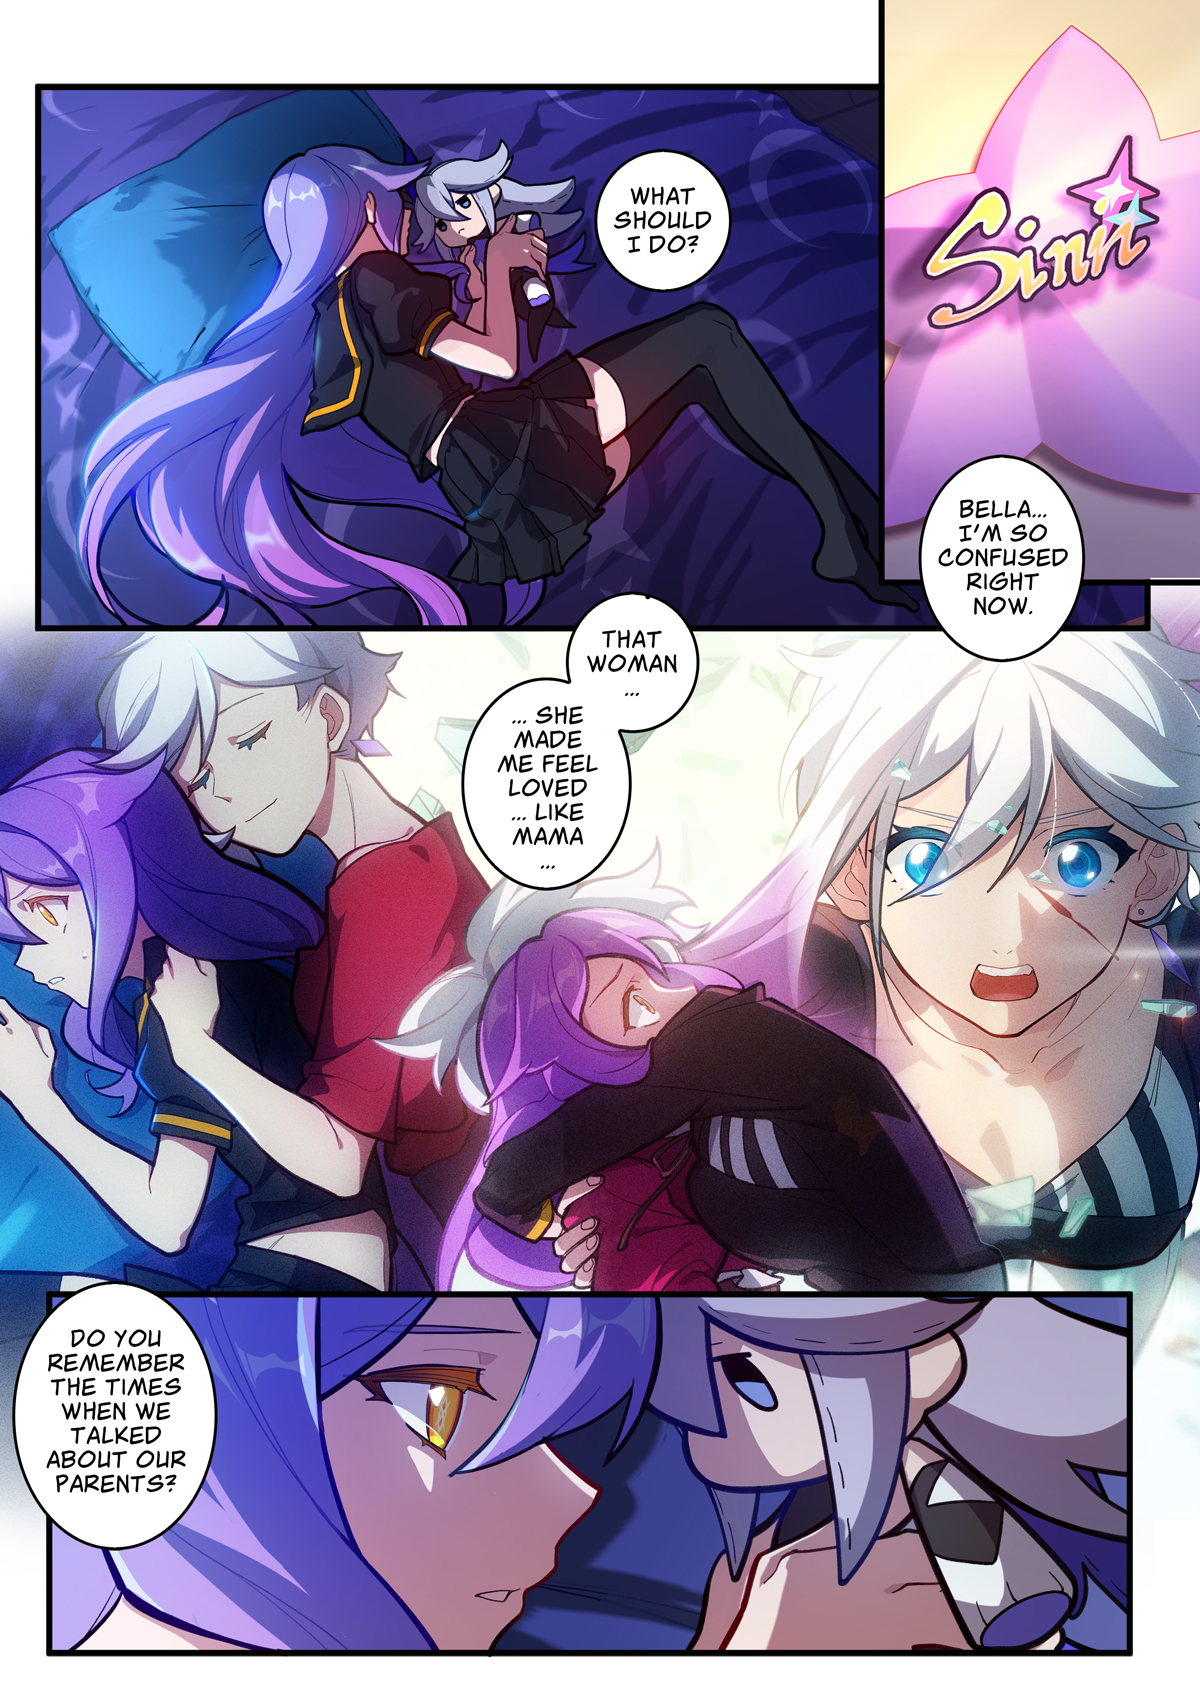 WHAT
SHOULD
I DO?
Sinii
BELLA...
I'M SO
CONFUSED
RIGHT
NOW.
THAT
WOMAN
...
... SHE
MADE
ME FEEL
LOVED
... LIKE
MAMA
...
DO YOU
REMEMBER
THE TIMES
WHEN WE
TALKED
ABOUT OUR
PARENTS?